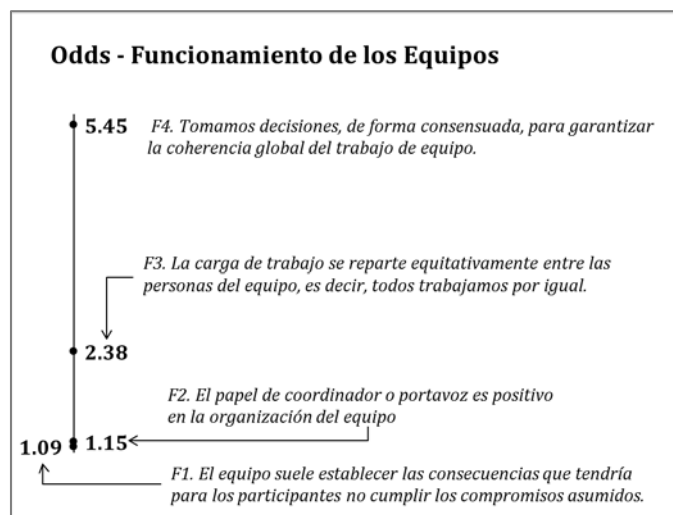 Odds - Funcionamiento de los Equipos
5.45 F4. Tomamos decisiones, de forma consensuada, para garantizar
la coherencia global del trabajo de equipo.
F3. La carga de trabajo se reparte equitativamente entre las
personas del equipo, es decir, todos trabajamos por igual.
2.38
F2. El papel de coordinador o portavoz es positivo
en la organización del equipo
1.09 1.15
F1. El equipo suele establecer las consecuencias que tendría
para los participantes no cumplir los compromisos asumidos.